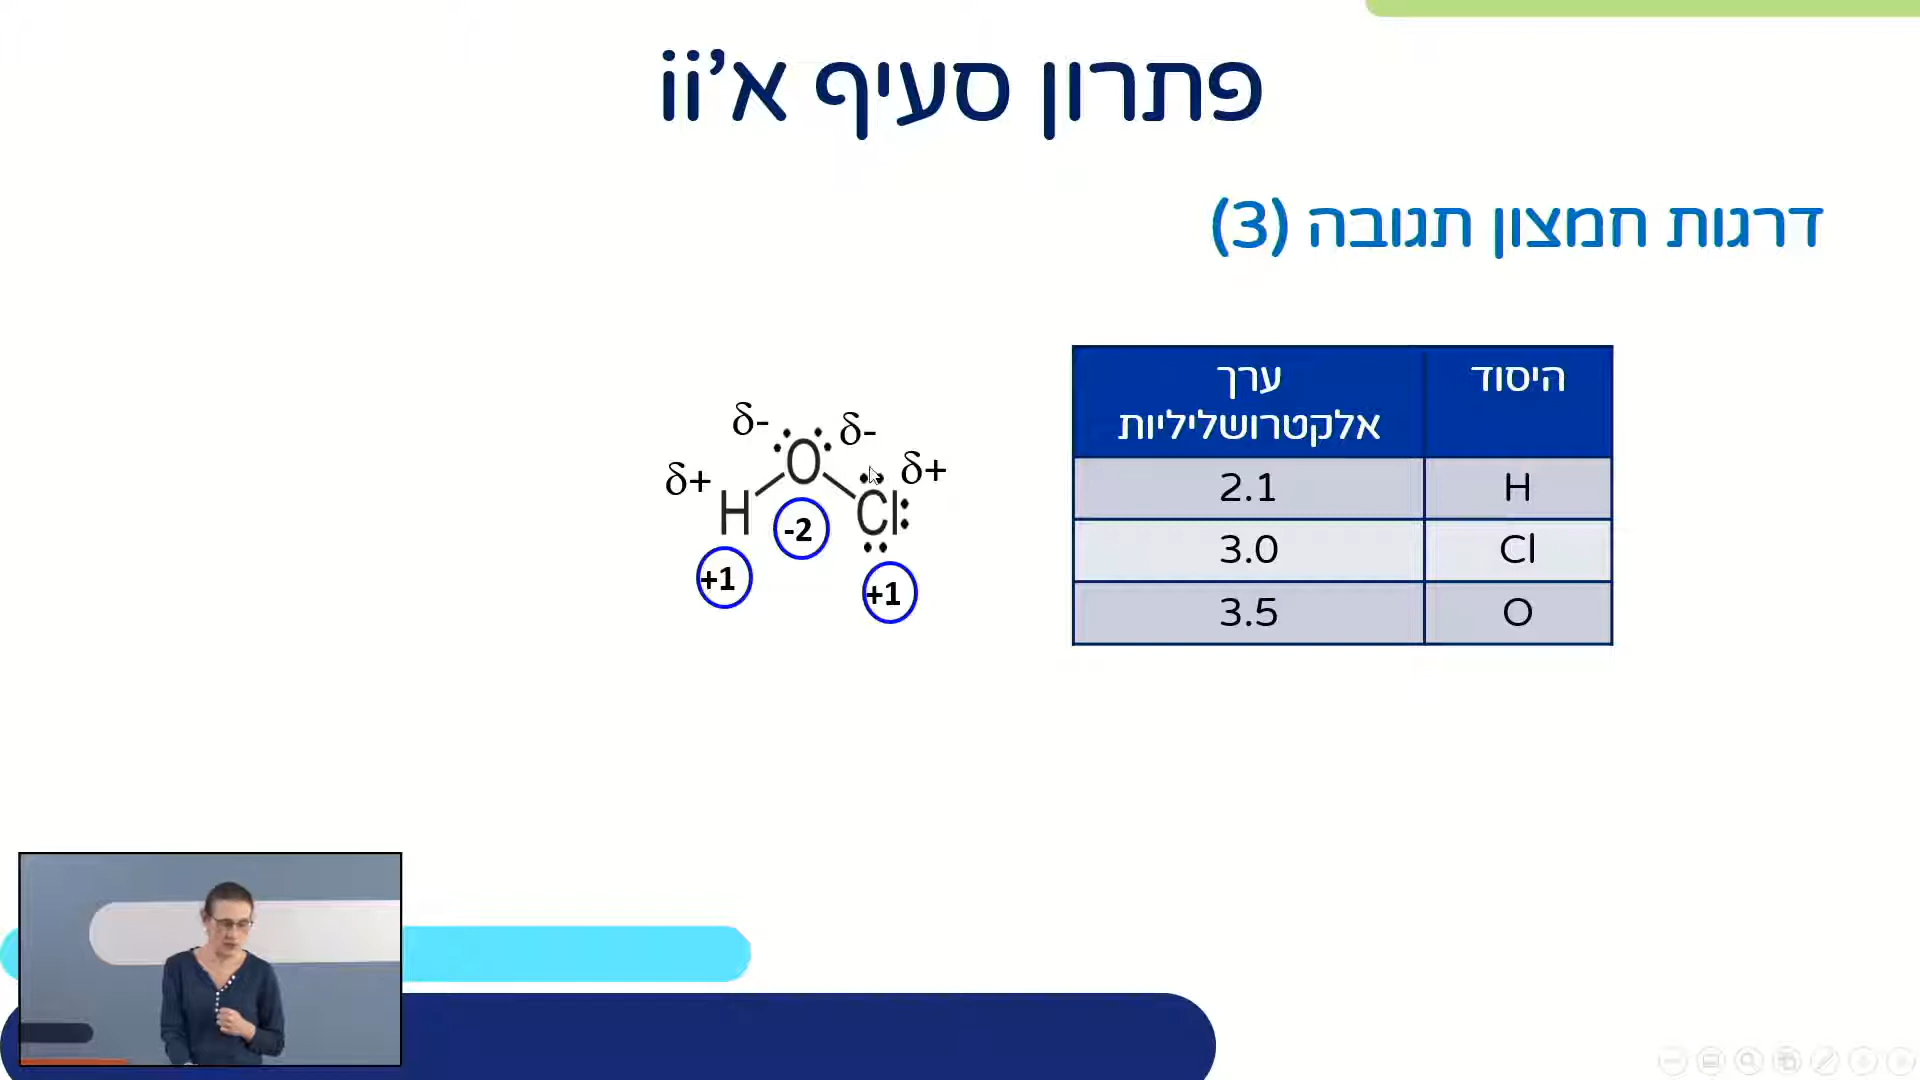 פתרון סעיף א'ii
דרגות חמצון תגובה (3)
היסוד ערך אלקטרושליליות
H 2.1
Cl 3.0
O 3.5
δ- δ-
δ+ O δ+
H -2 Cl
+1 +1